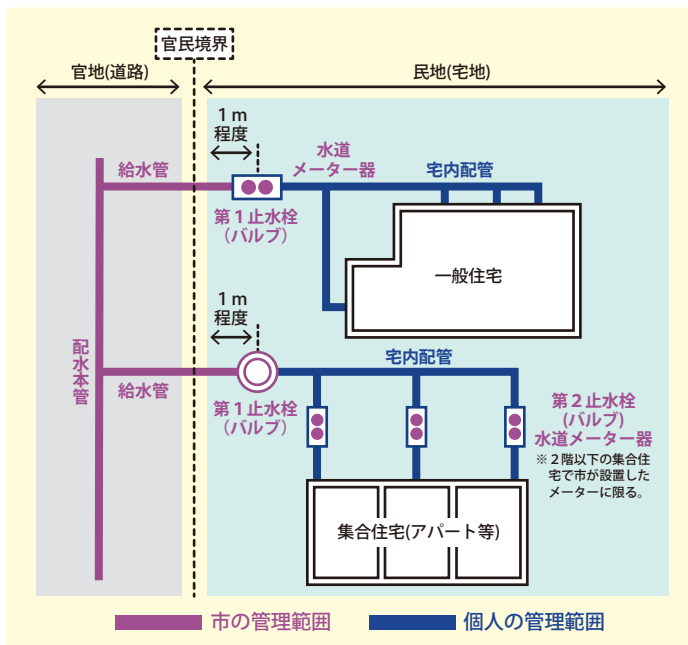 官民境界
官地(道路)
民地(宅地)
1m
程度
水道
メーター器
給水管
宅内配管
第1止水栓
(バルブ)
一般住宅
1m
程度
宅内配管
配水本管
給水管
第1止水栓
(バルブ)
第2止水栓
(バルブ)
水道メーター器
※2階以下の集合住
宅で市が設置した
メーターに限る。
集合住宅(アパート等)
市の管理範囲
個人の管理範囲